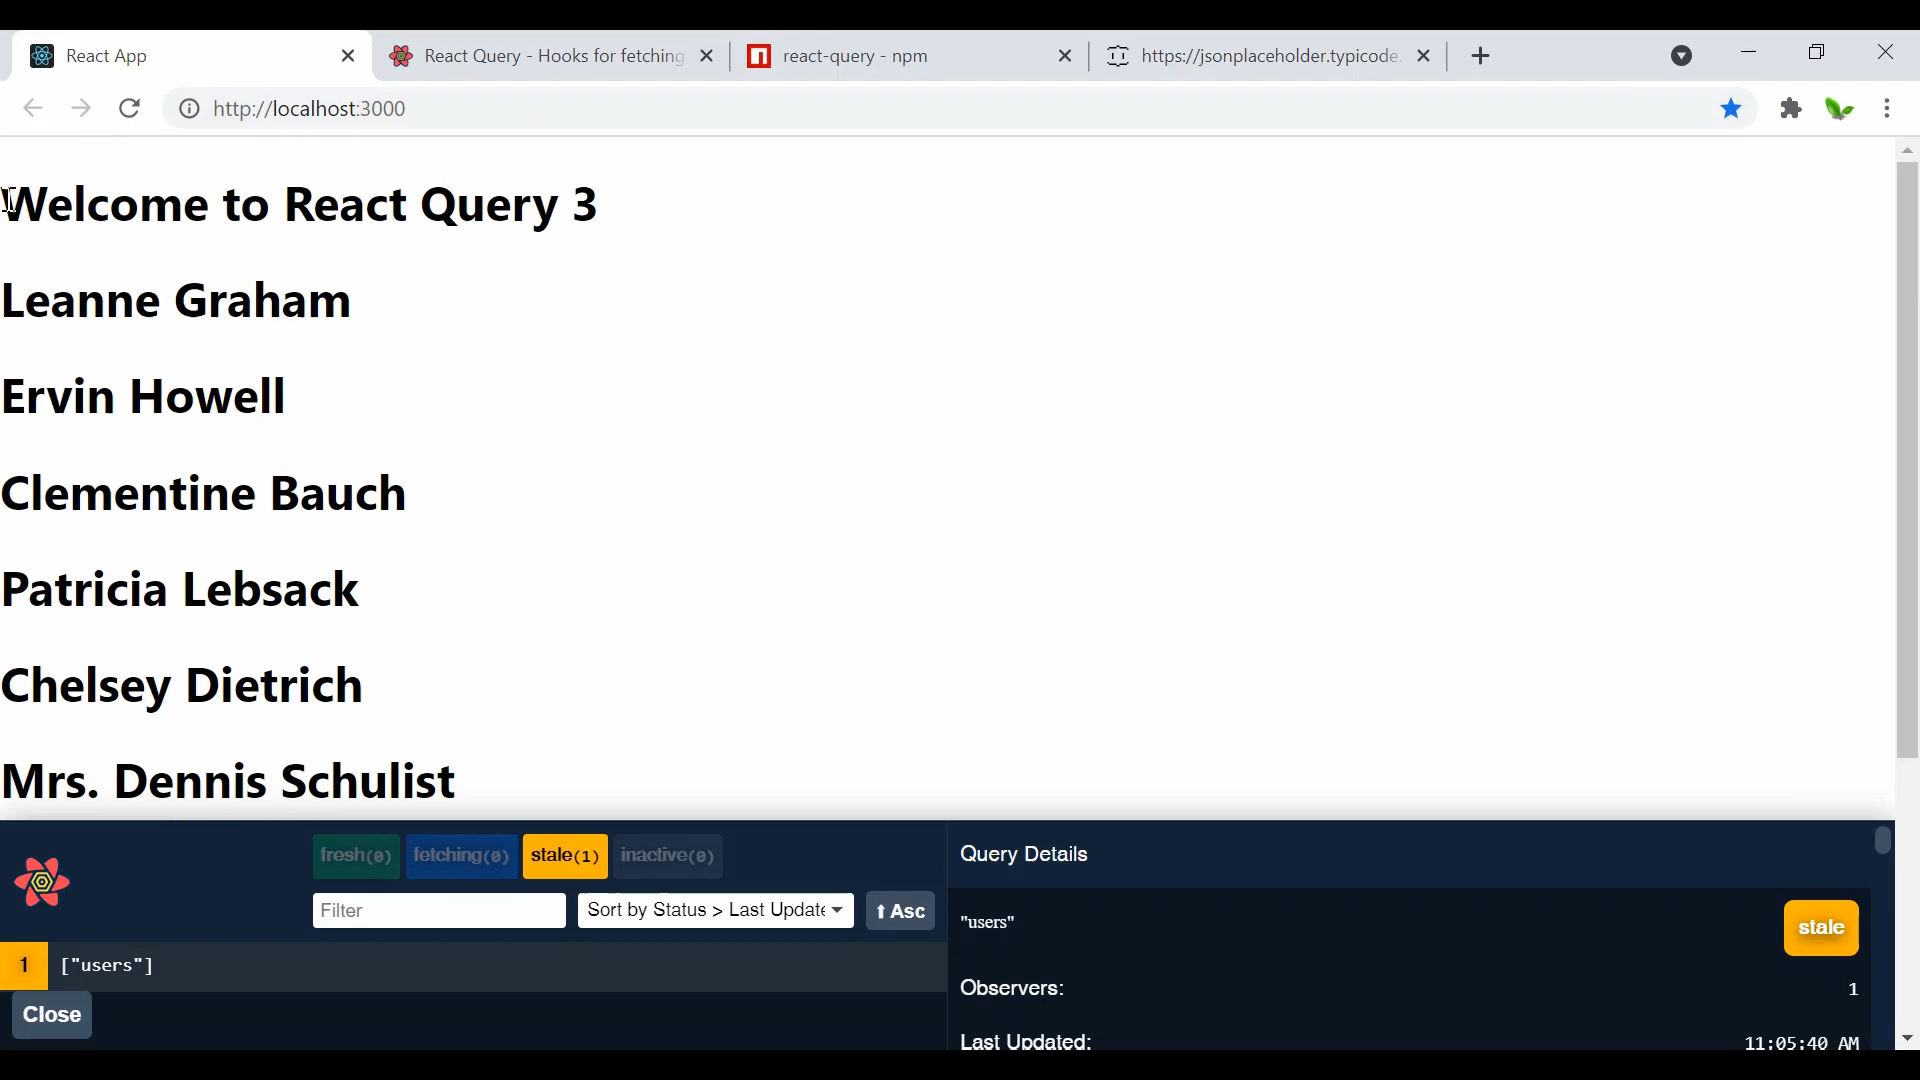 React App
React Query - Hooks for fetching
react-query - npm
https://jsonplaceholder.typicode.
http://localhost:3000
Welcome to React Query 3
Leanne Graham
Ervin Howell
Clementine Bauch
Patricia Lebsack
Chelsey Dietrich
Mrs. Dennis Schulist
fresh(0) fetching(0) stale(1) inactive(0)
Filter Sort by Status > Last Update ⬆ Asc
1 ["users"]
Close
Query Details
"users" stale
Observers: 1
Last Updated: 11:05:40 AM